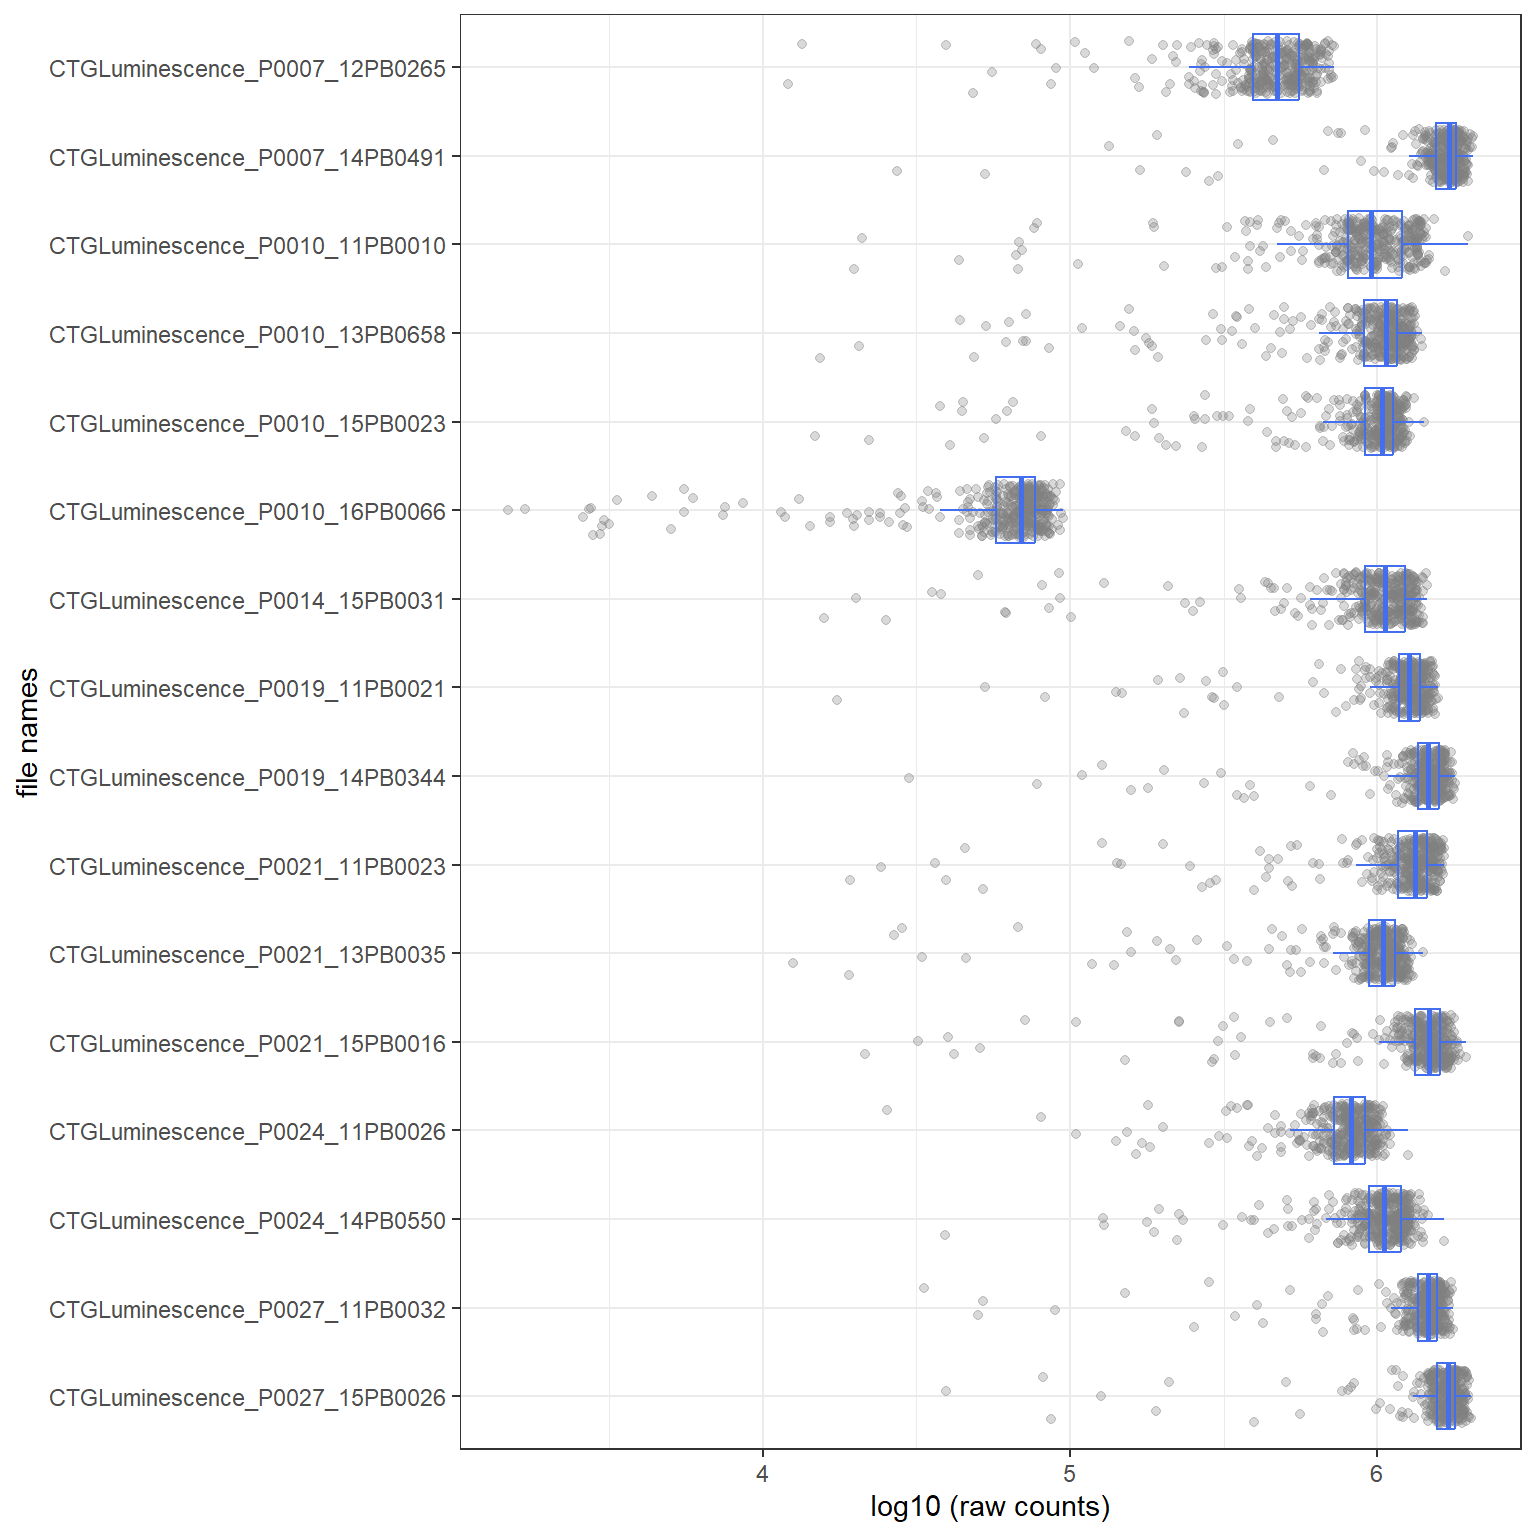 CTGLuminescence_P0007_12PB0265
CTGLuminescence_P0007_14PB0491
CTGLuminescence_P0010_11PB0010
CTGLuminescence_P0010_13PB0658
CTGLuminescence_P0010_15PB0023
CTGLuminescence_P0010_16PB0066
CTGLuminescence_P0014_15PB0031
CTGLuminescence_P0019_11PB0021
CTGLuminescence_P0019_14PB0344
CTGLuminescence_P0021_11PB0023
CTGLuminescence_P0021_13PB0035
CTGLuminescence_P0021_15PB0016
CTGLuminescence_P0024_11PB0026
CTGLuminescence_P0024_14PB0550
CTGLuminescence_P0027_11PB0032
CTGLuminescence_P0027_15PB0026
file names
4 5 6
log10 (raw counts)